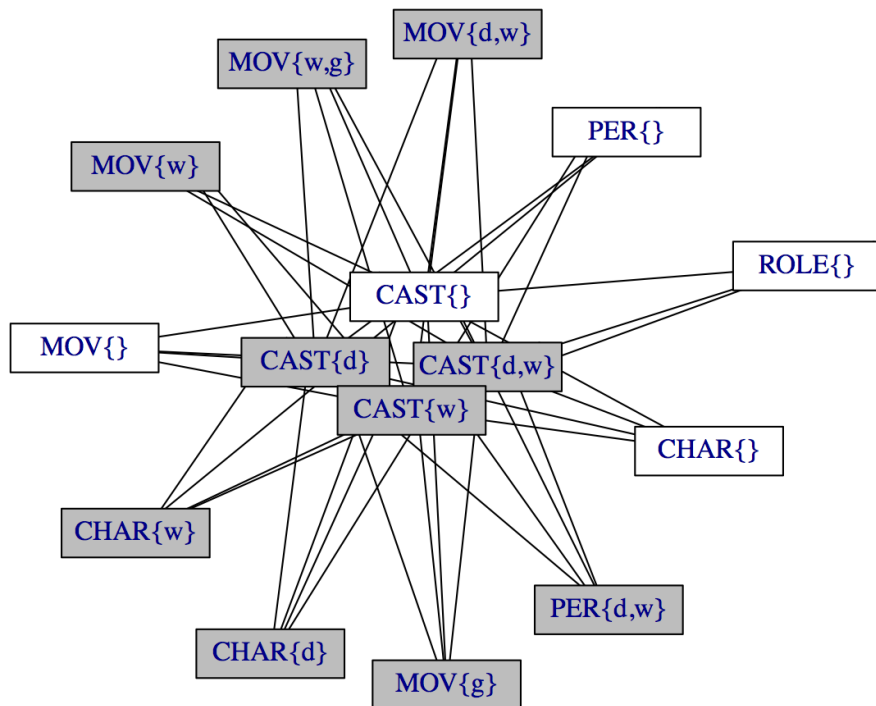 MOV{d,w}
MOV{w,g}
PER{}
MOV{w}
ROLE{}
CAST{}
MOV{}
CAST{d}
CAST{d,w}
CAST{w}
CHAR{}
CHAR{w}
PER{d,w}
CHAR{d}
MOV{g}